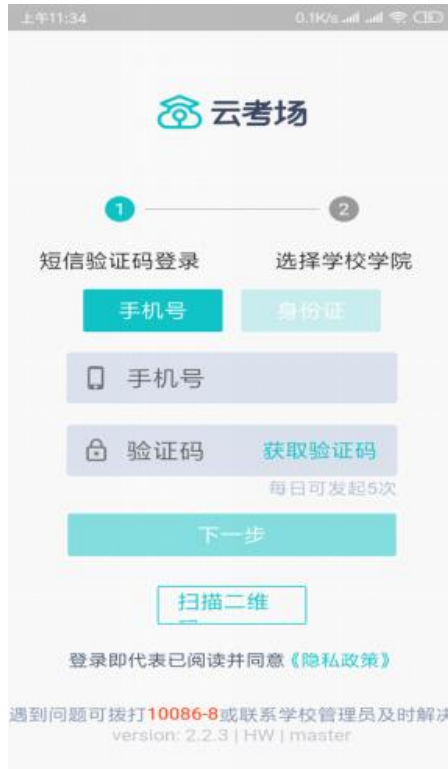 上午11:34 0.1K/s
云考场
1 2
短信验证码登录 选择学校学院
手机号 身份证
手机号
验证码 获取验证码
每日可发起5次
下一步
扫描二维
登录即代表已阅读并同意《隐私政策》
遇到问题可拨打10086-8或联系学校管理员及时解决
version: 2.2.3 | HW | master